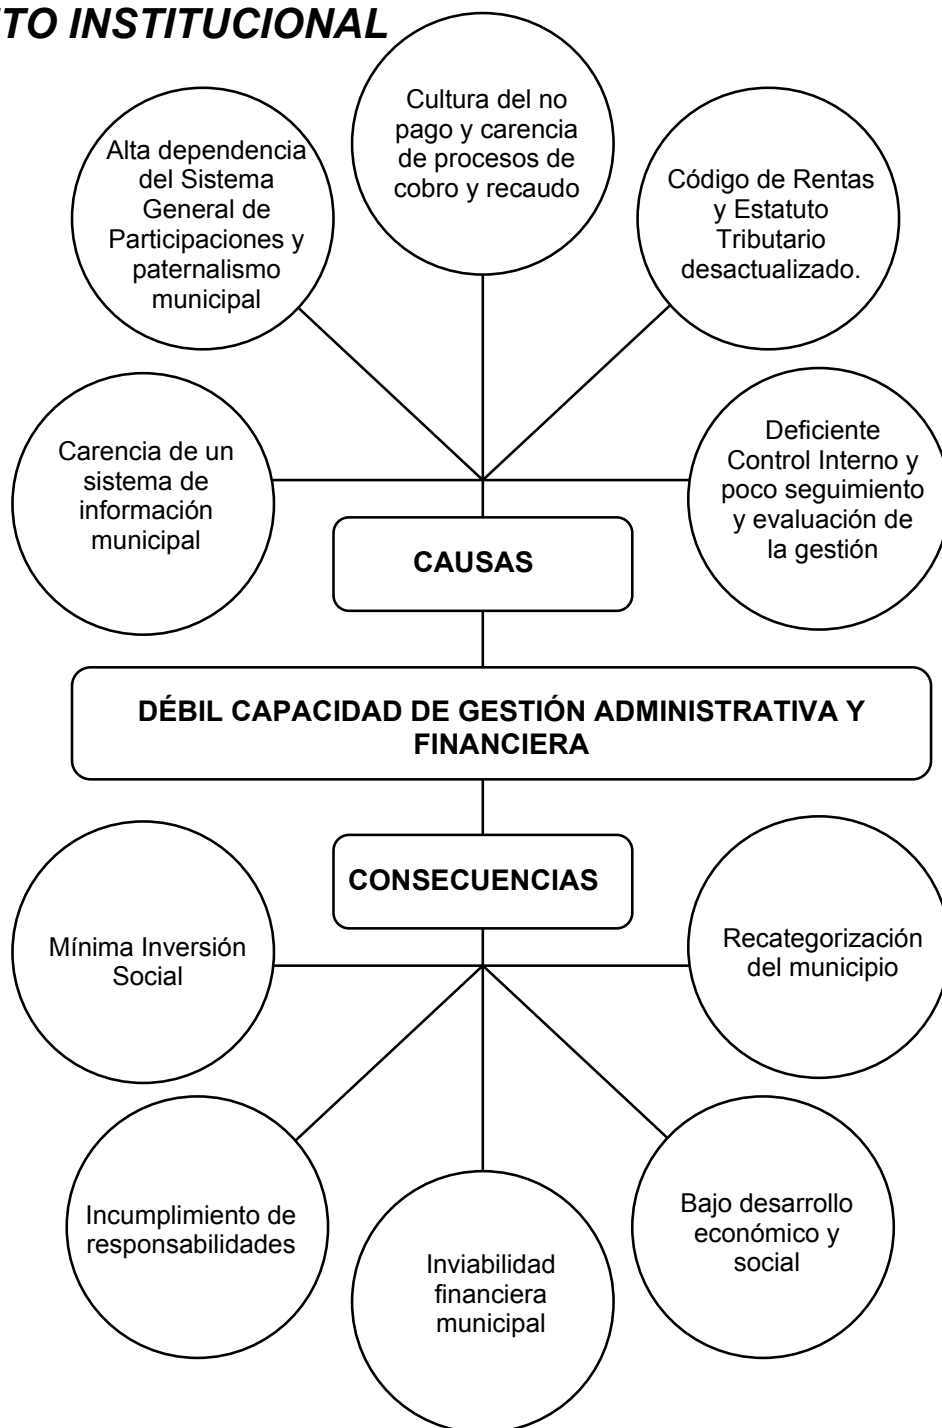 NTO INSTITUCIONAL
Cultura del no
pago y carencia
de procesos de
cobro y recaudo
Alta dependencia
del Sistema
General de
Participaciones y
paternalismo
municipal
Código de Rentas
y Estatuto
Tributario
desactualizado.
Carencia de un
sistema de
información
municipal
Deficiente
Control Interno y
poco seguimiento
y evaluación de
la gestión
CAUSAS
DÉBIL CAPACIDAD DE GESTIÓN ADMINISTRATIVA Y
FINANCIERA
CONSECUENCIAS
Mínima Inversión
Social
Recategorización
del municipio
Incumplimiento de
responsabilidades
Inviabilidad
financiera
municipal
Bajo desarrollo
económico y
social